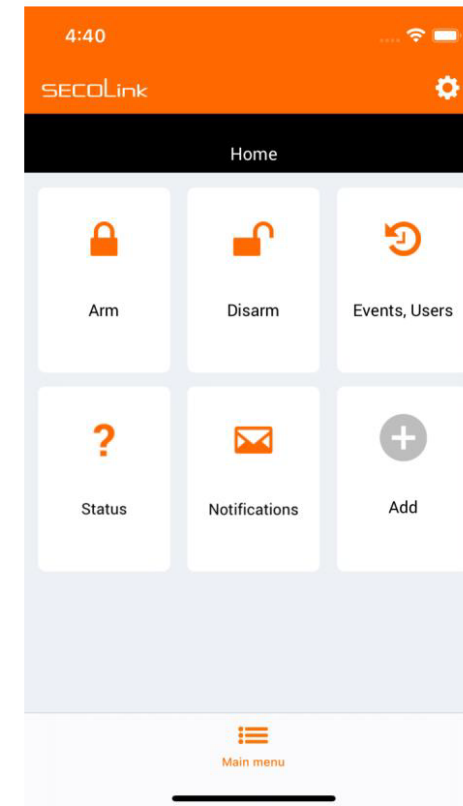 4:40
SECOLink
Home
Arm Disarm Events, Users
? 
Status Notifications Add
Main menu